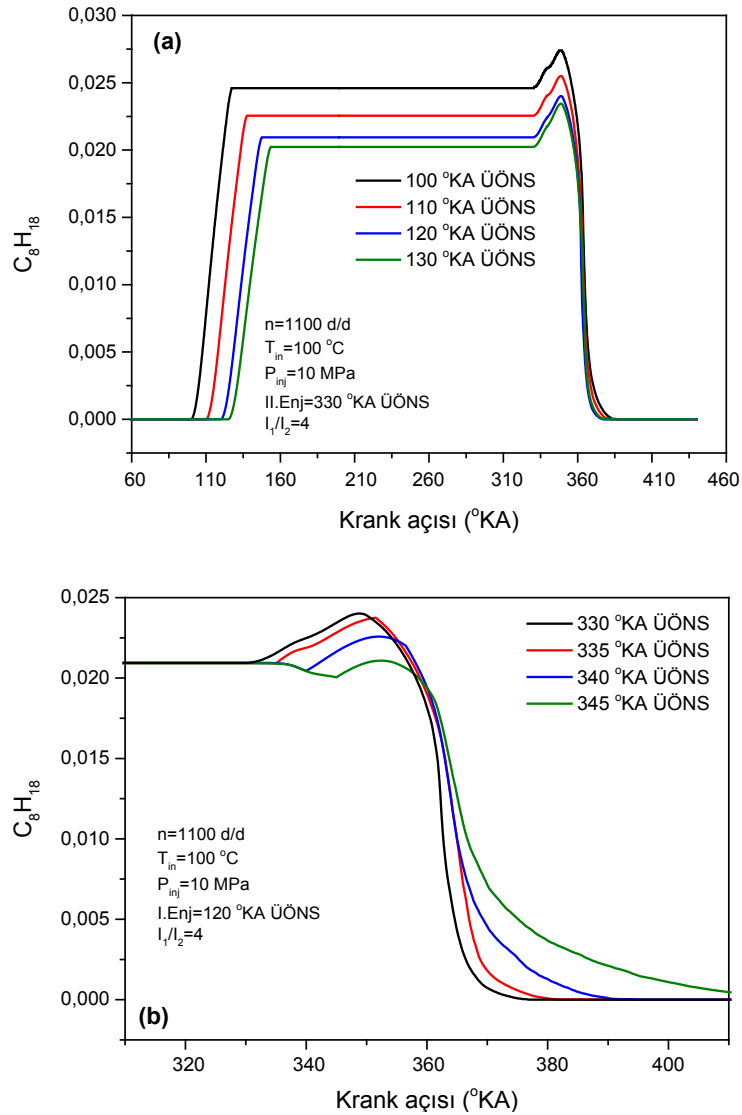 (a)
0,030
0,025
0,020
0,015
0,010
0,005
0,000
C8H18
100 °KA ÜÖNS
110 °KA ÜÖNS
120 °KA ÜÖNS
130 °KA ÜÖNS
n=1100 d/d
Tin=100 °C
Pinj=10 MPa
II.Enj=330 °KA ÜÖNS
I1/I2=4
60 110 160 210 260 310 360 410 460
Krank açısı (°KA)
0,025
0,020
0,015
0,010
0,005
0,000
C8H18
330 °KA ÜÖNS
335 °KA ÜÖNS
340 °KA ÜÖNS
345 °KA ÜÖNS
n=1100 d/d
Tin=100 °C
Pinj=10 MPa
I.Enj=120 °KA ÜÖNS
I1/I2=4
(b)
320 340 360 380 400
Krank açısı (°KA)